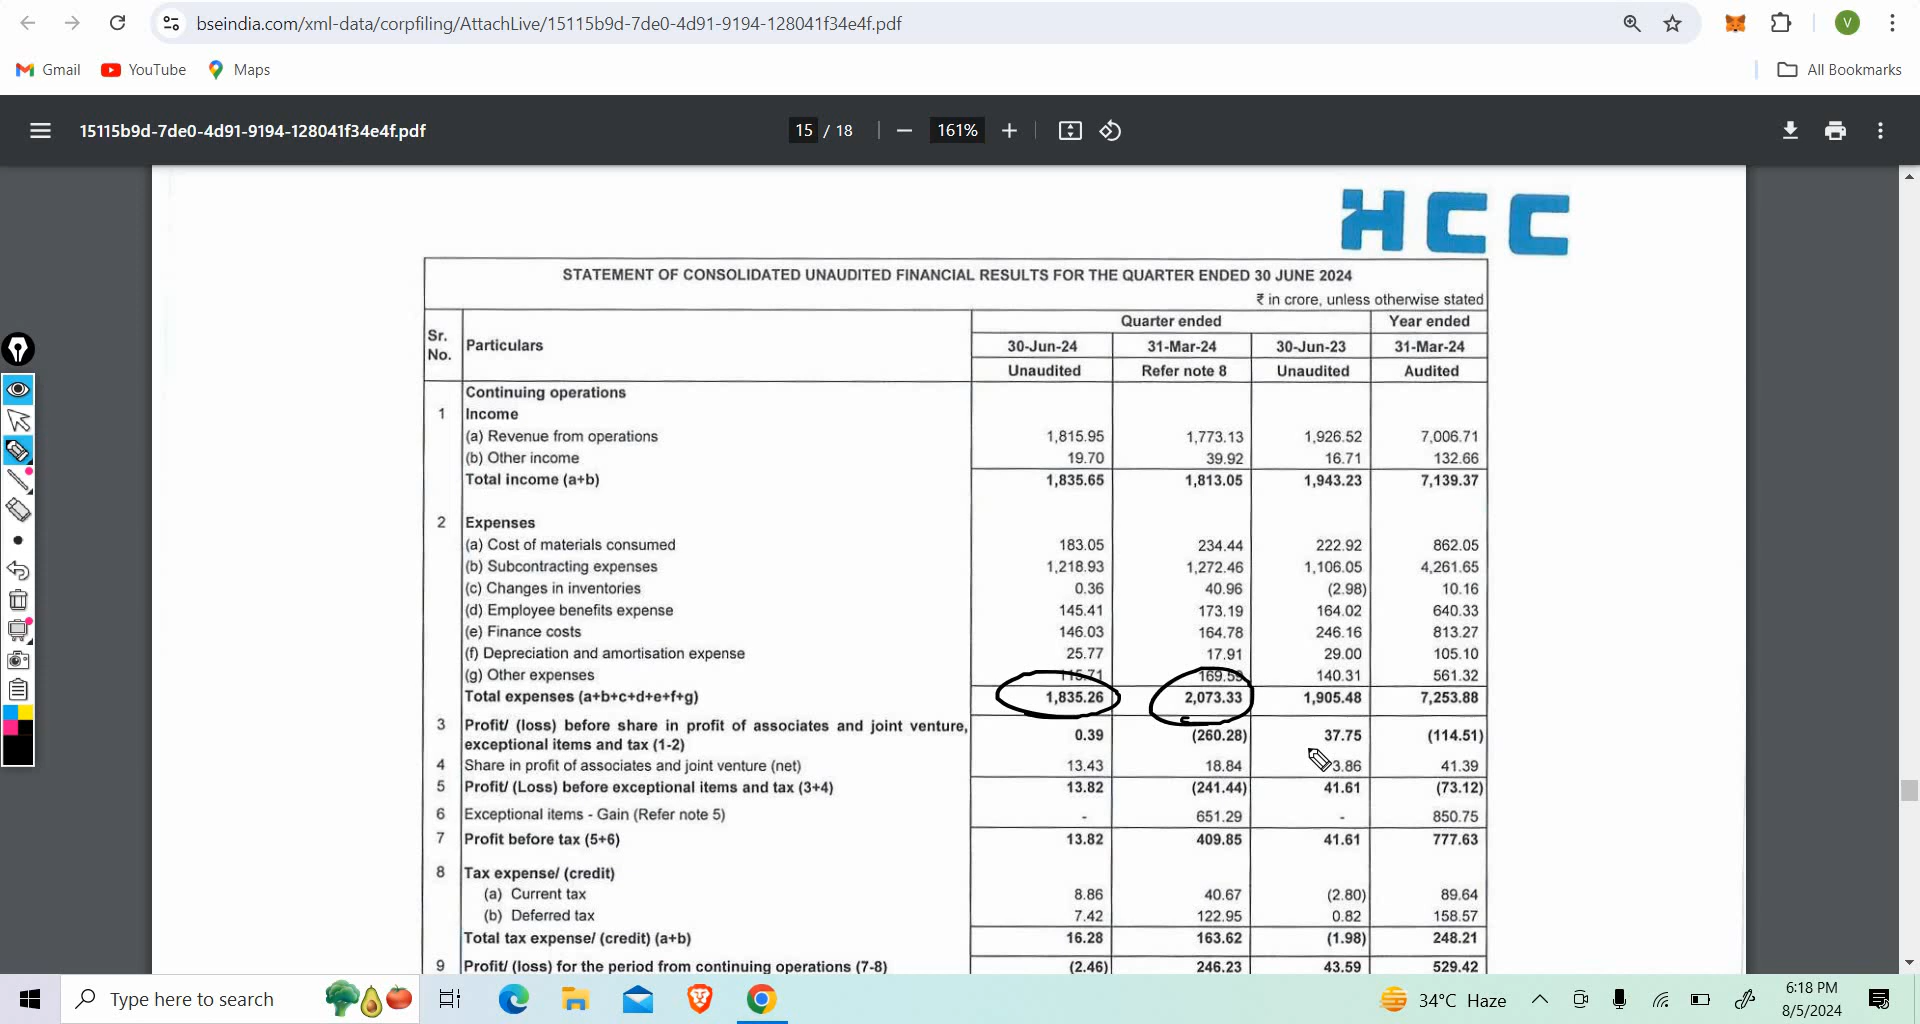 bseindia.com/xml-data/corpfiling/AttachLive/15115b9d-7de0-4d91-9194-128041f34e4f.pdf
V
Gmail YouTube Maps All Bookmarks
15115b9d-7de0-4d91-9194-128041f34e4f.pdf 15 / 18 161%
HCC
STATEMENT OF CONSOLIDATED UNAUDITED FINANCIAL RESULTS FOR THE QUARTER ENDED 30 JUNE 2024
₹ in crore, unless otherwise stated
Sr. No. Particulars Quarter ended Year ended
30-Jun-24 31-Mar-24 30-Jun-23 31-Mar-24
Unaudited Refer note 8 Unaudited Audited
Continuing operations
1 Income
(a) Revenue from operations 1,815.95 1,773.13 1,926.52 7,006.71
(b) Other income 19.70 39.92 16.71 132.66
Total income (a+b) 1,835.65 1,813.05 1,943.23 7,139.37
2 Expenses
(a) Cost of materials consumed 183.05 234.44 222.92 862.05
(b) Subcontracting expenses 1,218.93 1,272.46 1,106.05 4,261.65
(c) Changes in inventories 0.36 40.96 (2.98) 10.16
(d) Employee benefits expense 145.41 173.19 164.02 640.33
(e) Finance costs 146.03 164.78 246.16 813.27
(f) Depreciation and amortisation expense 25.77 17.91 29.00 105.10
(g) Other expenses 115.71 169.59 140.31 561.32
Total expenses (a+b+c+d+e+f+g) 1,835.26 2,073.33 1,905.48 7,253.88
3 Profit/ (loss) before share in profit of associates and joint venture,
exceptional items and tax (1-2) 0.39 (260.28) 37.75 (114.51)
4 Share in profit of associates and joint venture (net) 13.43 18.84 3.86 41.39
5 Profit/ (Loss) before exceptional items and tax (3+4) 13.82 (241.44) 41.61 (73.12)
6 Exceptional items - Gain (Refer note 5) - 651.29 - 850.75
7 Profit before tax (5+6) 13.82 409.85 41.61 777.63
8 Tax expense/ (credit)
(a) Current tax 8.86 40.67 (2.80) 89.64
(b) Deferred tax 7.42 122.95 0.82 158.57
Total tax expense/ (credit) (a+b) 16.28 163.62 (1.98) 248.21
9 Profit/ (loss) for the period from continuing operations (7-8) (2.46) 246.23 43.59 529.42
Type here to search 34°C Haze 6:18 PM
8/5/2024